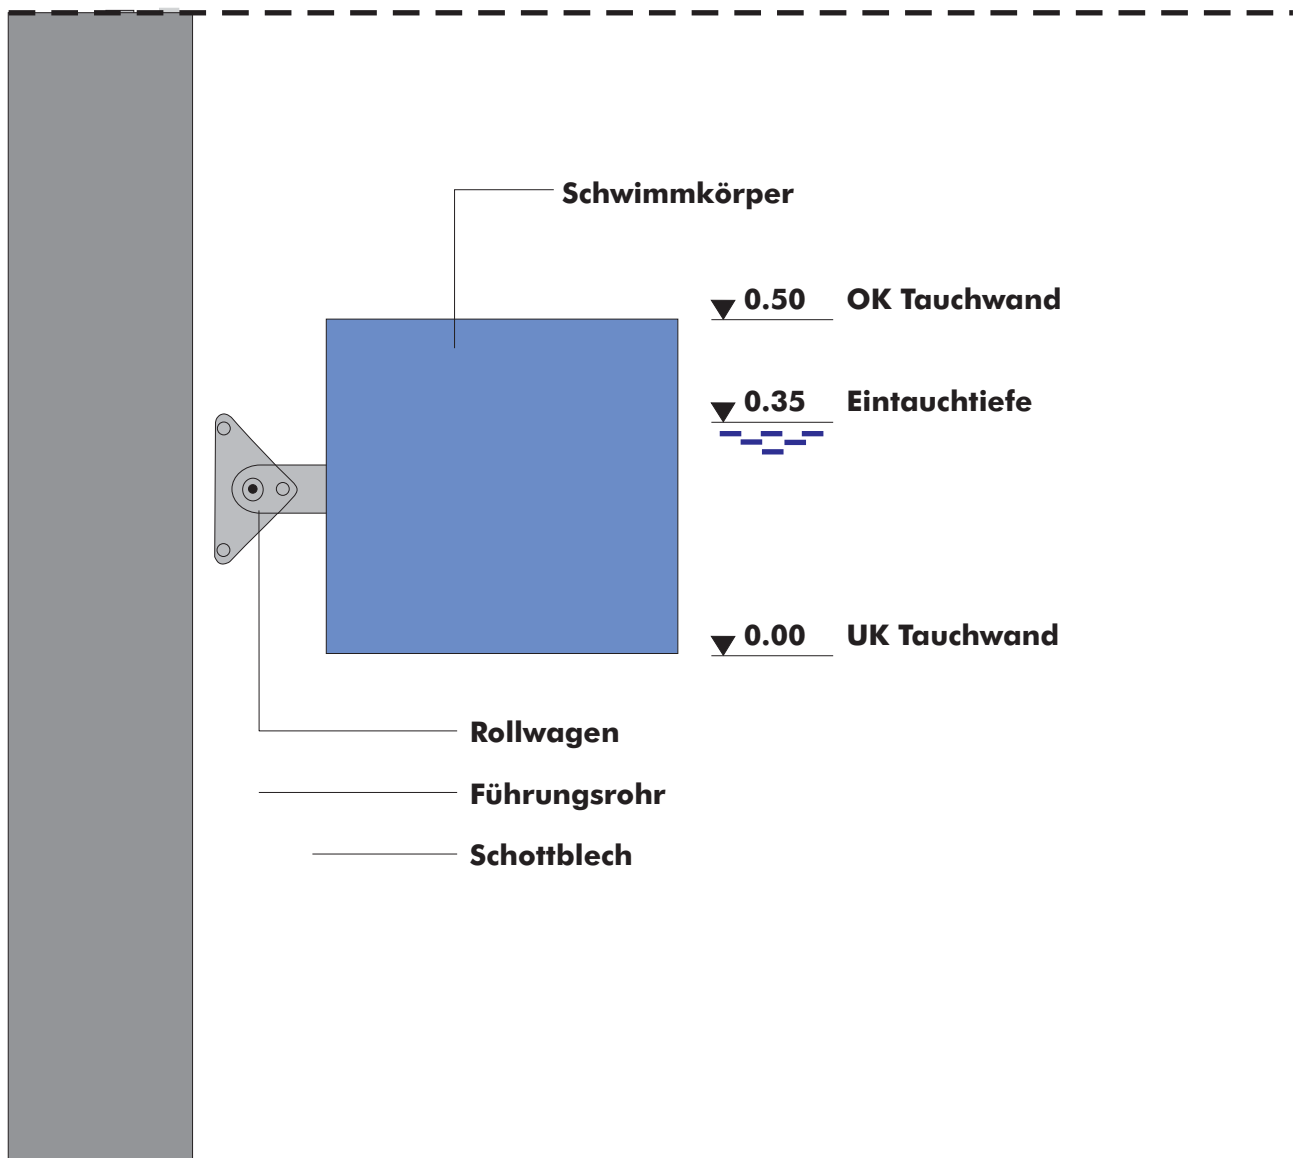 Schwimmkörper
0.50 OK Tauchwand
0.35 Eintauchtiefe
0.00 UK Tauchwand
Rollwagen
Führungsrohr
Schottblech